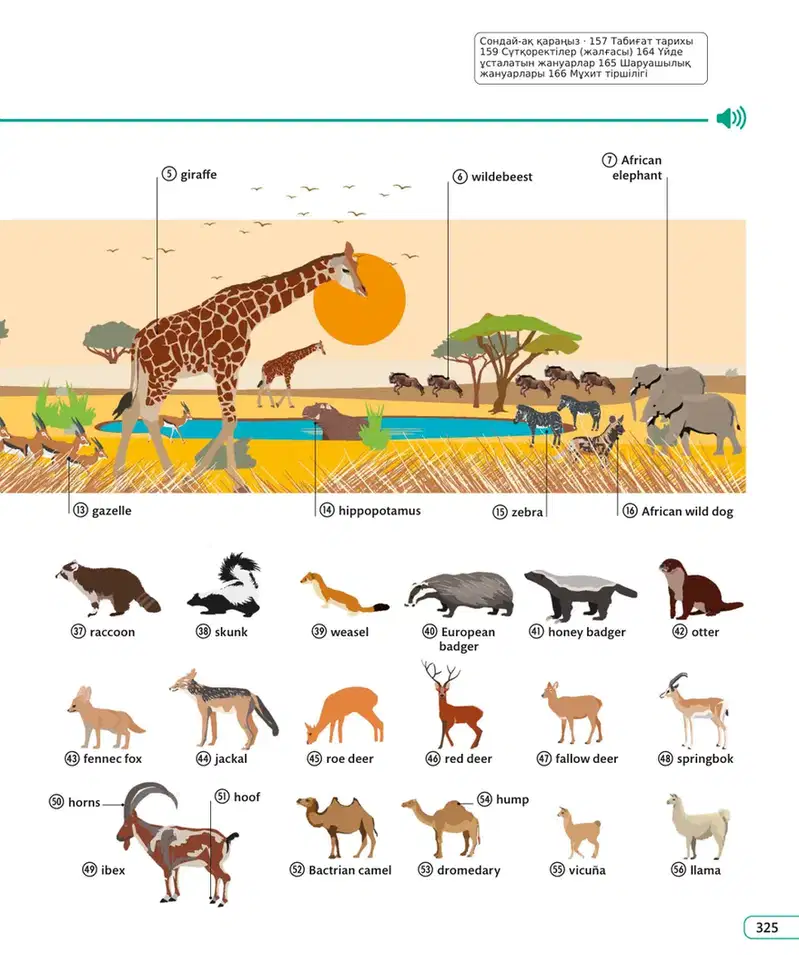 Сондай-ақ қараңыз · 157 Табиғат тарихы
159 Сүтқоректілер (жалғасы) 164 Үйде
ұсталатын жануарлар 165 Шаруашылық
жануарлары 166 Мұхит тіршілігі
5 giraffe
6 wildebeest
7 African
elephant
13 gazelle
14 hippopotamus
15 zebra
16 African wild dog
37 raccoon
38 skunk
39 weasel
40 European
badger
41 honey badger
42 otter
43 fennec fox
44 jackal
45 roe deer
46 red deer
47 fallow deer
48 springbok
50 horns
51 hoof
54 hump
49 ibex
52 Bactrian camel
53 dromedary
55 vicuña
56 llama
325